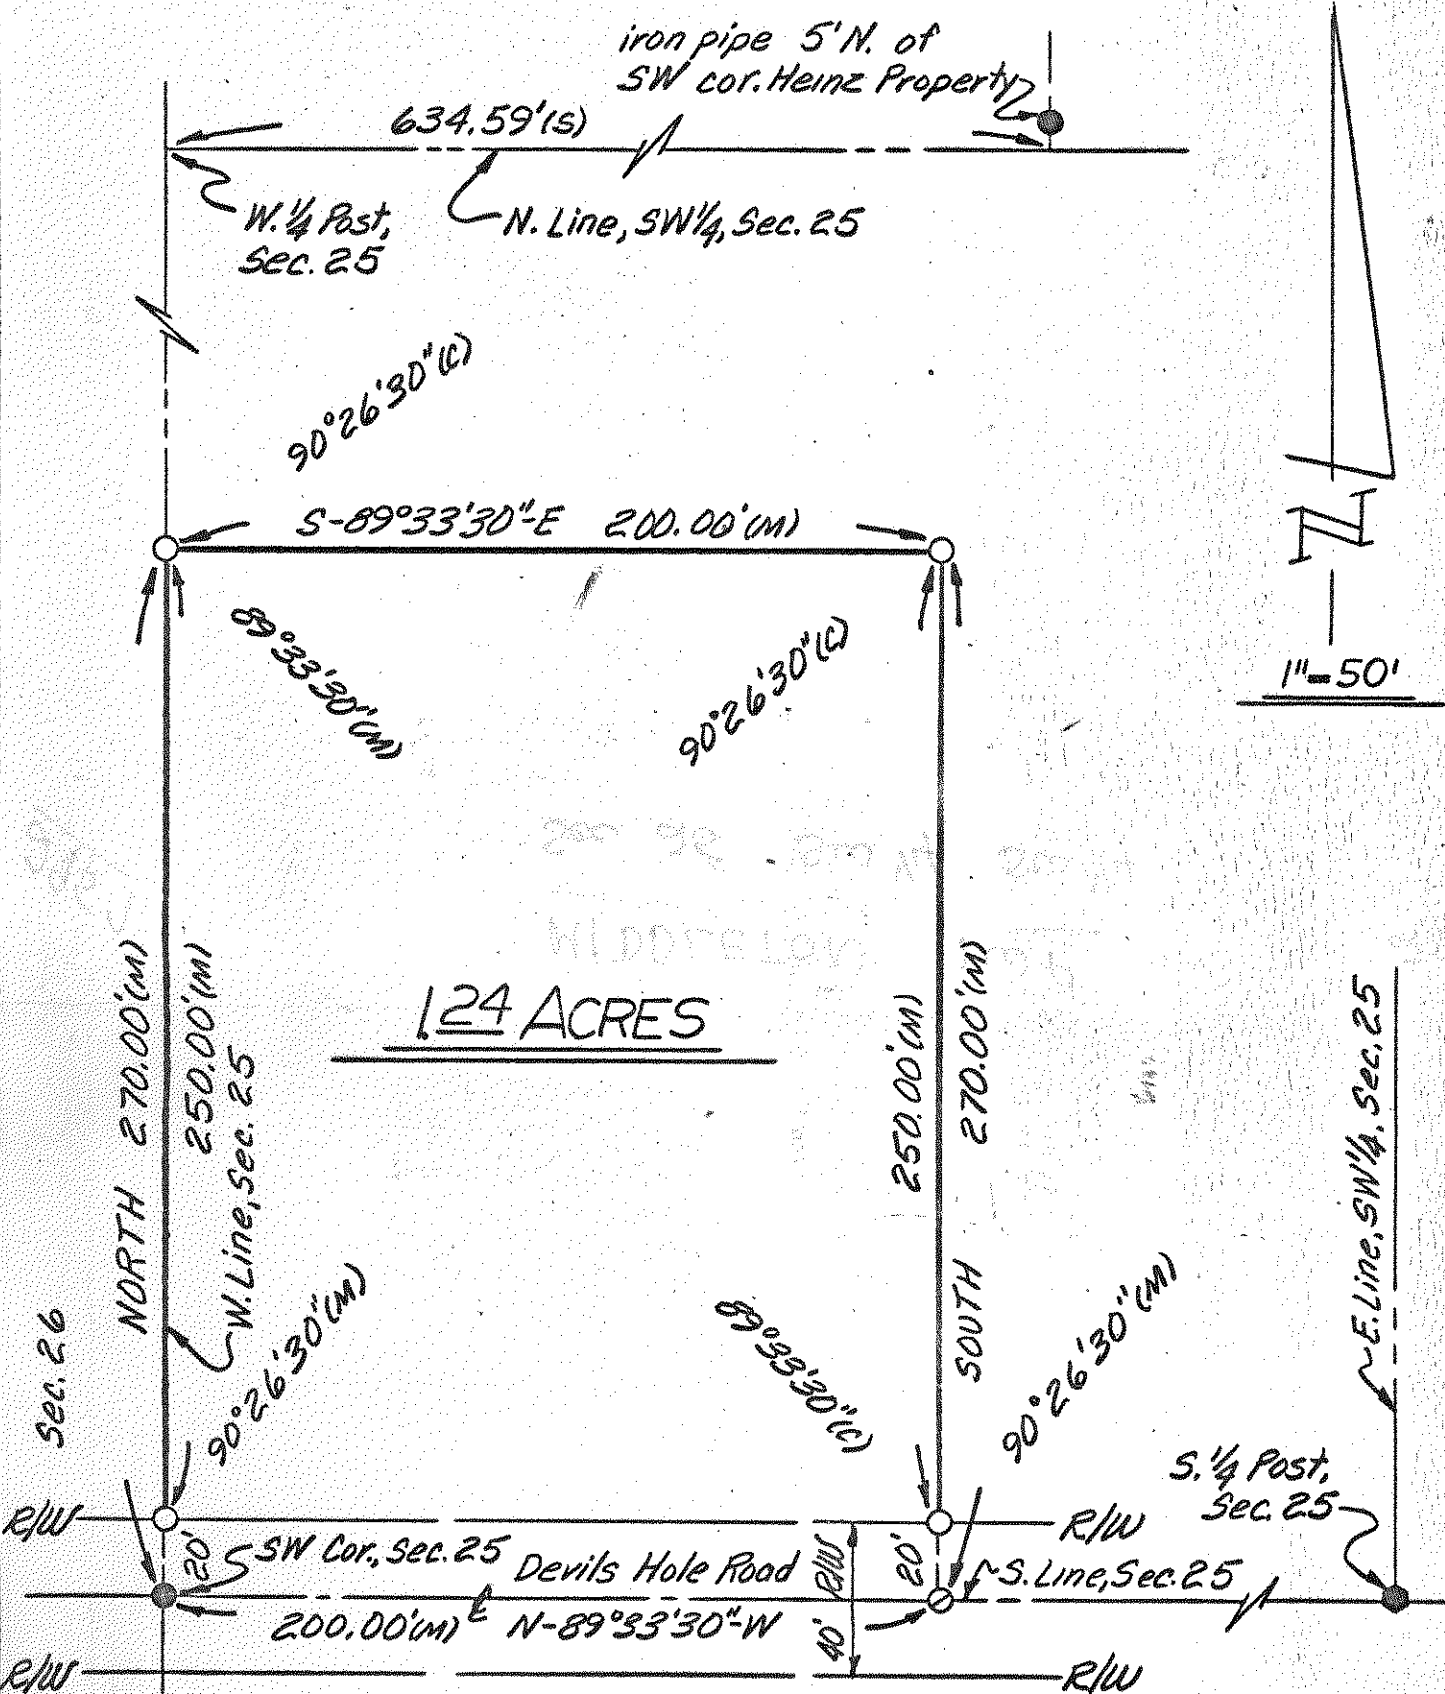 iron pipe 5' N. of
SW cor. Heinz Property
634.59'(s)
W. 1/4 Post,
Sec. 25
N. Line, SW 1/4, Sec. 25
90°26'30"(C)
S-89°33'30"-E 200.00'(M)
N
1"=50'
89°33'30"(M)
90°26'30"(C)
NORTH 270.00'(M)
250.00'(M)
W. Line, Sec. 25
1.24 ACRES
250.00'(M)
SOUTH 270.00'(M)
E. Line, SW 1/4, Sec. 25
Sec. 26
90°26'30"(M)
89°33'30"(C)
90°26'30"(M)
S. 1/4 Post,
Sec. 25
R/W
R/W
20'
SW Cor., Sec. 25
Devils Hole Road
40' R/W
20'
S. Line, Sec. 25
200.00'(M) ℄ N-89°33'30"-W
R/W
R/W